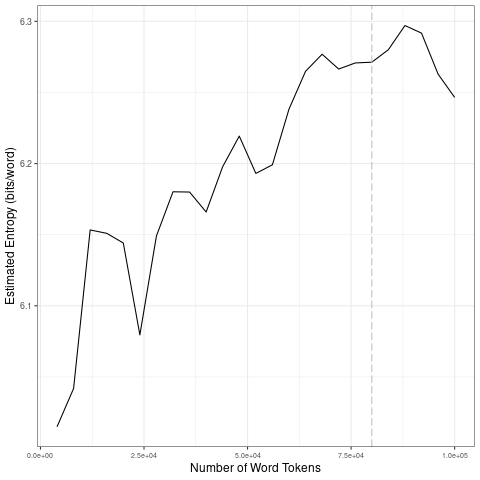 6.3
6.2
6.1
Estimated Entropy (bits/word)
0.0e+00 2.5e+04 5.0e+04 7.5e+04 1.0e+05
Number of Word Tokens